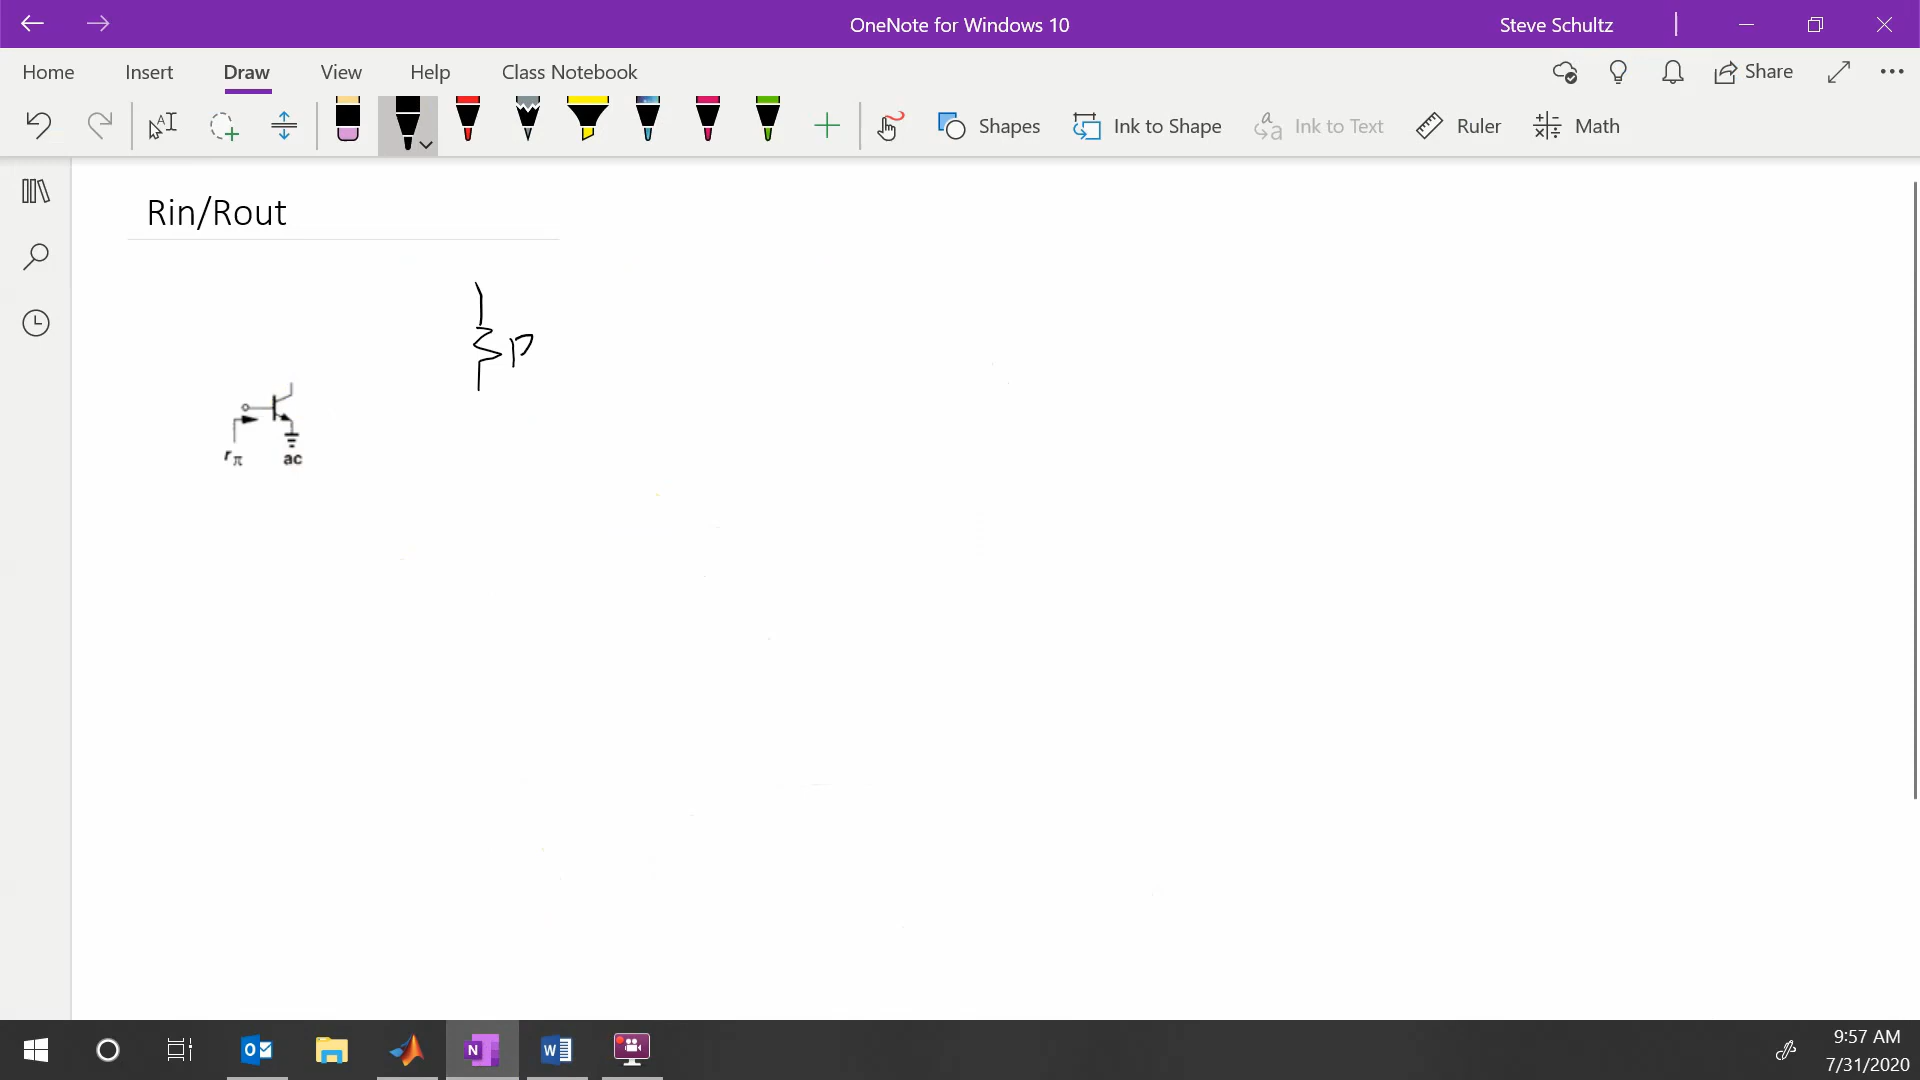 OneNote for Windows 10
Steve Schultz
Home Insert Draw View Help Class Notebook
Share
Shapes Ink to Shape Ink to Text Ruler Math
Rin/Rout
rπ ac
9:57 AM
7/31/2020